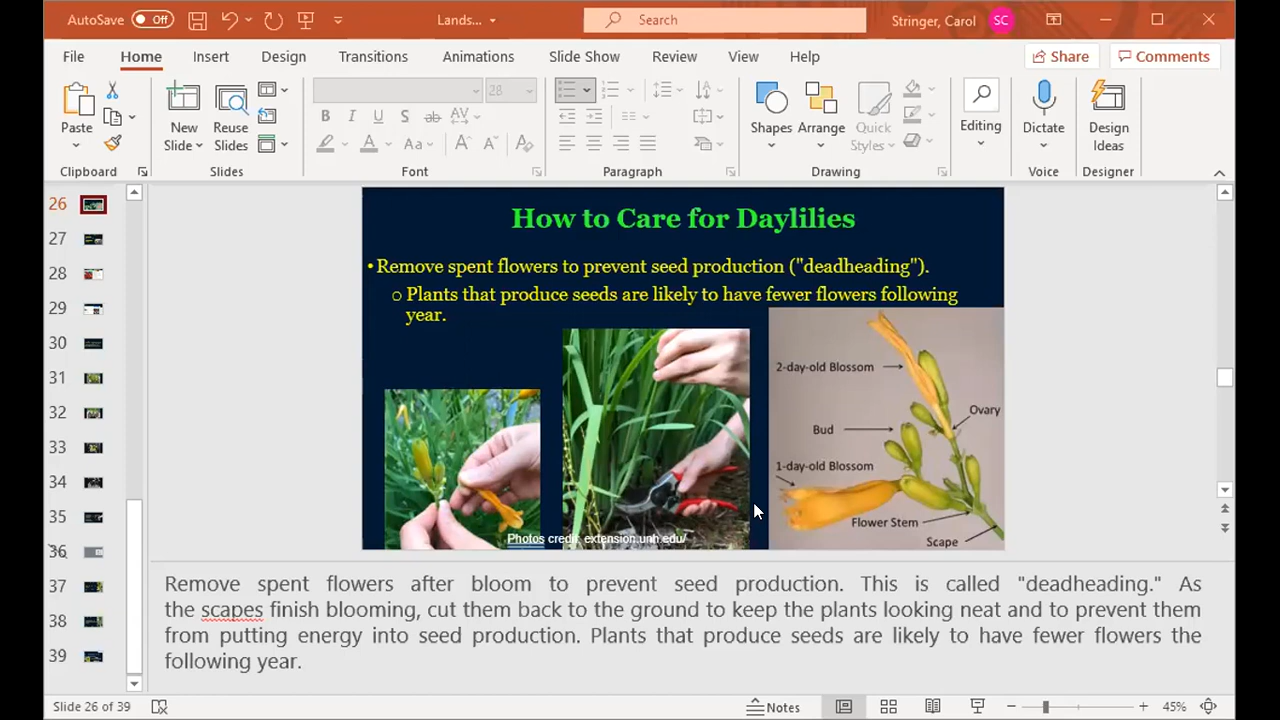 AutoSave Off Lands... Search Stringer, Carol SC
File Home Insert Design Transitions Animations Slide Show Review View Help Share Comments
28
B I U S ab AV
A Aa A A A
Paste New Slide Reuse Slides Shapes Arrange Quick Styles Editing Dictate Design Ideas
Clipboard Slides Font Paragraph Drawing Voice Designer
26
27
28
29
30
31
32
33
34
35
36
37
38
39
How to Care for Daylilies
• Remove spent flowers to prevent seed production ("deadheading").
o Plants that produce seeds are likely to have fewer flowers following
year.
2-day-old Blossom
Ovary
Bud
1-day-old Blossom
Flower Stem
Scape
Photos credit: extension.unh.edu/
Remove spent flowers after bloom to prevent seed production. This is called "deadheading." As
the scapes finish blooming, cut them back to the ground to keep the plants looking neat and to prevent them
from putting energy into seed production. Plants that produce seeds are likely to have fewer flowers the
following year.
Slide 26 of 39 Notes 45%